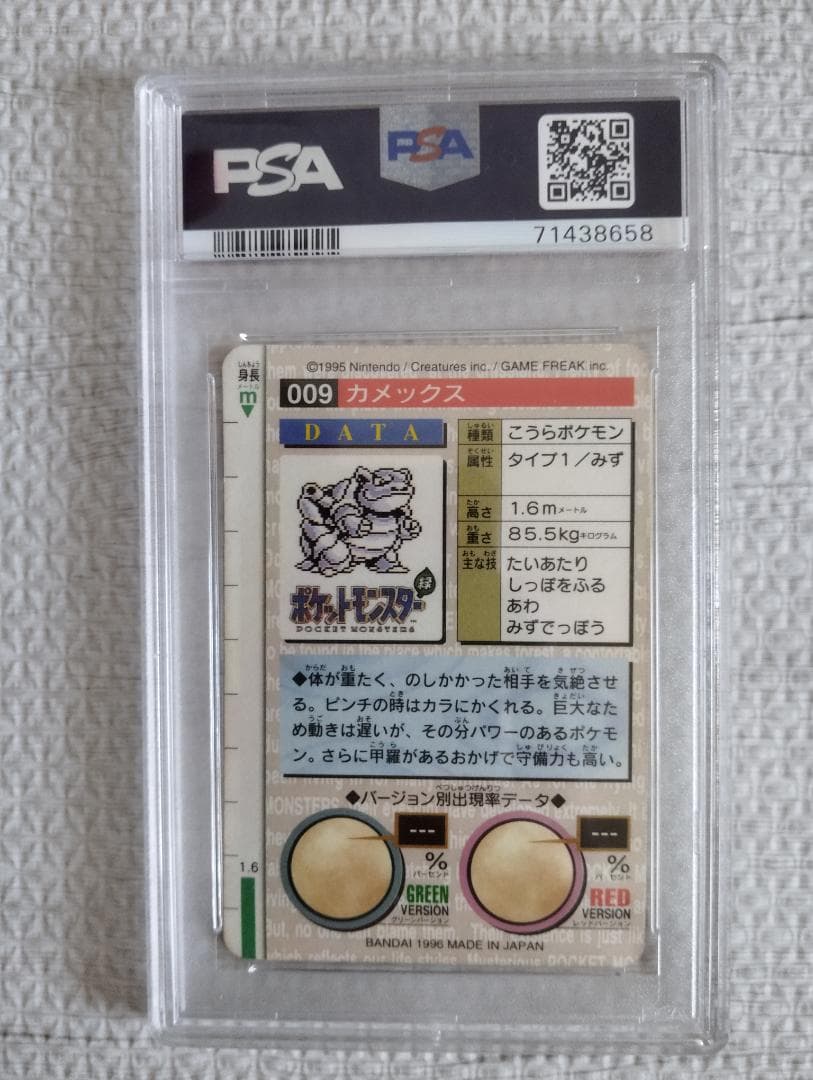 PSA
PSA
71438658
©1995 Nintendo / Creatures inc. / GAME FREAK inc.
しんちょう
身長
メートル
m
009 カメックス
DATA
しゅるい
種類 こうらポケモン
ぞくせい
属性 タイプ1/みず
たか
高さ 1.6mメートル
おも
重さ 85.5kgキログラム
おも わざ
主な技 たいあたり
しっぽをふる
あわ
みずでっぽう
緑
ポケットモンスター
POCKET MONSTERS
からだ おも あいて きぜつ
◆体が重たく、のしかかった相手を気絶させ
とき きょだい
る。ピンチの時はカラにかくれる。巨大なた
うご おそ ぶん
め動きは遅いが、その分パワーのあるポケモ
こうら しゅびりょく たか
ン。さらに甲羅があるおかげで守備力も高い。
べつしゅつげんりつ
◆バージョン別出現率データ◆
--- ---
% %
パーセント パーセント
1.6
GREEN RED
VERSION VERSION
グリーンバージョン レッドバージョン
BANDAI 1996 MADE IN JAPAN